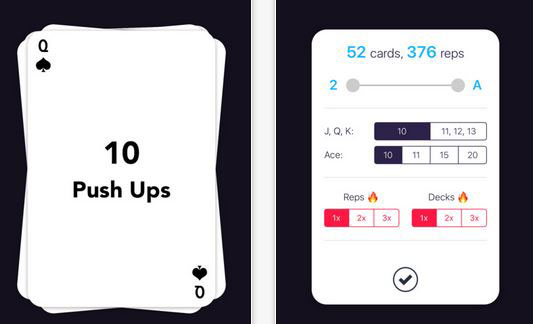 Q
10
Push Ups
Q
52 cards, 376 reps
2 A
J, Q, K: 10 11, 12, 13
Ace: 10 11 15 20
Reps 🔥 Decks 🔥
1x 2x 3x 1x 2x 3x